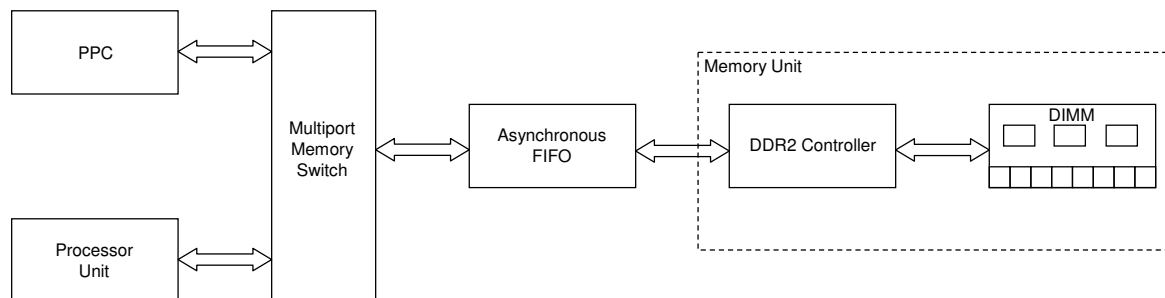 PPC
Multiport
Memory
Switch
Processor
Unit
Asynchronous
FIFO
Memory Unit
DDR2 Controller
DIMM